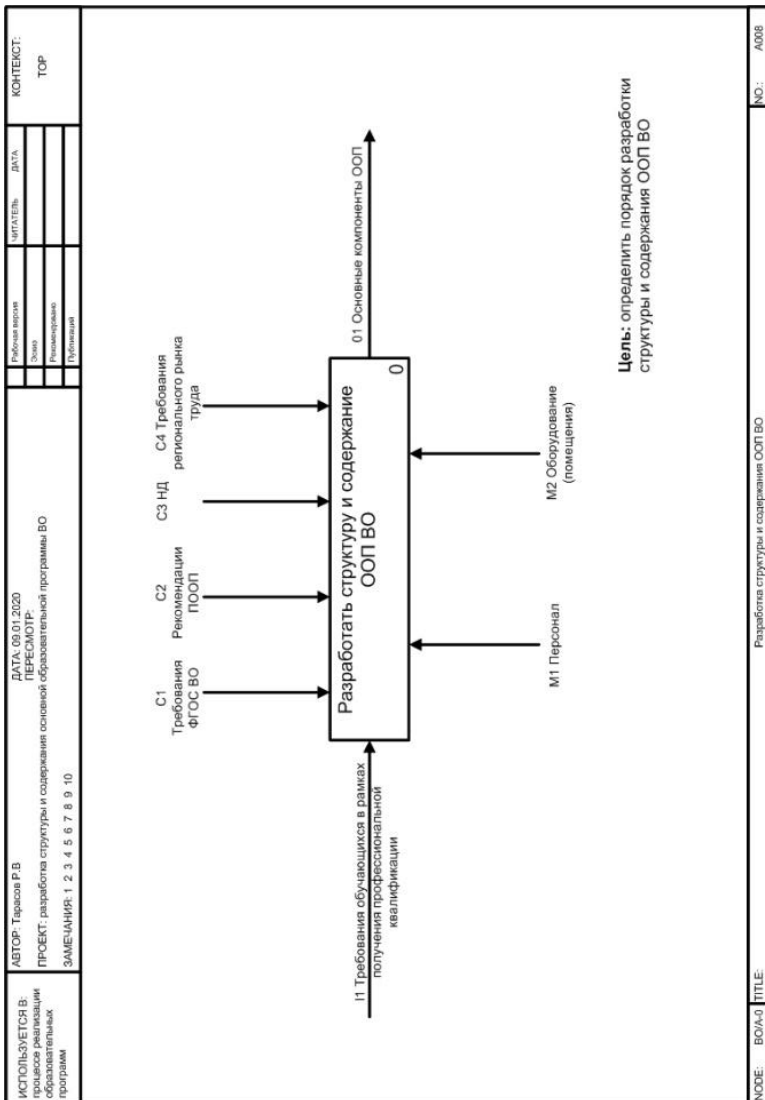 ИСПОЛЬЗУЕТСЯ В:
процессе реализации
образовательных
программ
АВТОР: Тарасов Р.В
ДАТА: 09.01.2020
ПЕРЕСМОТР:
ПРОЕКТ: разработка структуры и содержания основной образовательной программы ВО
ЗАМЕЧАНИЯ: 1 2 3 4 5 6 7 8 9 10
Рабочая версия
Эскиз
Рекомендовано
Публикация
ЧИТАТЕЛЬ
ДАТА
КОНТЕКСТ:
TOP
C1
Требования
ФГОС ВО
C2
Рекомендации
ПООП
C3 НД
C4 Требования
регионального рынка
труда
I1 Требования обучающихся в рамках
получения профессиональной
квалификации
Разработать структуру и содержание
ООП ВО
0
01 Основные компоненты ООП
M1 Персонал
M2 Оборудование
(помещения)
Цель: определить порядок разработки
структуры и содержания ООП ВО
NODE: ВО/A-0
TITLE:
Разработка структуры и содержания ООП ВО
NO.: A008